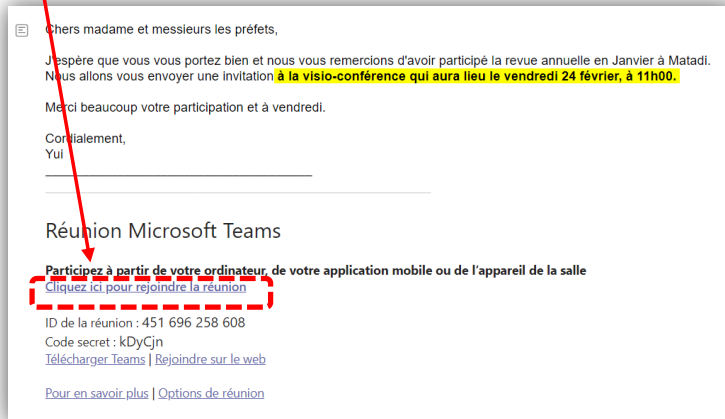 Chers madame et messieurs les préfets,
J'espère que vous vous portez bien et nous vous remercions d'avoir participé la revue annuelle en Janvier à Matadi.
Nous allons vous envoyer une invitation à la visio-conférence qui aura lieu le vendredi 24 février, à 11h00.
Merci beaucoup votre participation et à vendredi.
Cordialement,
Yui
Réunion Microsoft Teams
Participez à partir de votre ordinateur, de votre application mobile ou de l'appareil de la salle
Cliquez ici pour rejoindre la réunion
ID de la réunion : 451 696 258 608
Code secret : kDyCjn
Télécharger Teams | Rejoindre sur le web
Pour en savoir plus | Options de réunion